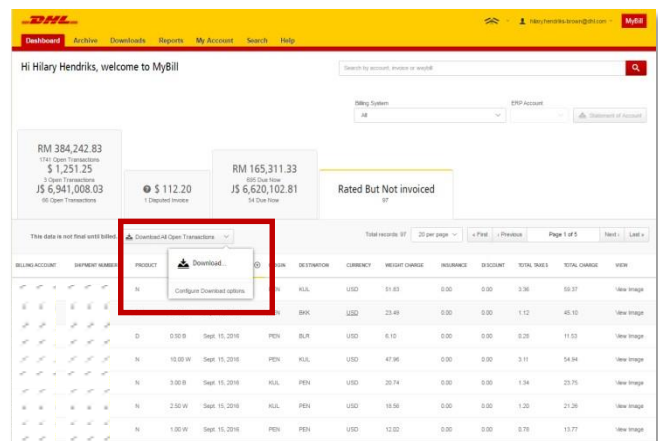 DHL
hilary.hendriks-brown@dhl.com
MyBill
Dashboard Archive Downloads Reports My Account Search Help
Hi Hilary Hendriks, welcome to MyBill
Search by account, invoice or waybill
Billing System ERP Account
All Statement of Account
RM 384,242.83
1741 Open Transactions
$ 1,251.25
3 Open Transactions
J$ 6,941,008.03
66 Open Transactions
$ 112.20
1 Disputed Invoice
RM 165,311.33
695 Due Now
J$ 6,620,102.81
54 Due Now
Rated But Not invoiced
97
This data is not final until billed. Download All Open Transactions Total records: 97 20 per page « First ‹ Previous Page 1 of 5 Next › Last »
Download...
Configure Download options.
BILLING ACCOUNT SHIPMENT NUMBER PRODUCT DESTINATION CURRENCY WEIGHT CHARGE INSURANCE DISCOUNT TOTAL TAXES TOTAL CHARGE VIEW
N KUL USD 51.83 0.00 0.00 3.36 59.37 View Image
BKK USD 23.49 0.00 0.00 1.12 45.10 View Image
D 0.50 B Sept. 15, 2016 PEN BLR USD 6.10 0.00 0.00 0.28 11.53 View Image
N 10.00 W Sept. 15, 2016 PEN KUL USD 47.96 0.00 0.00 3.11 54.94 View Image
N 3.00 B Sept. 15, 2016 KUL PEN USD 20.74 0.00 0.00 1.34 23.75 View Image
N 2.50 W Sept. 15, 2016 KUL PEN USD 18.56 0.00 0.00 1.20 21.26 View Image
N 1.00 W Sept. 15, 2016 KUL PEN USD 12.02 0.00 0.00 0.78 13.77 View Image